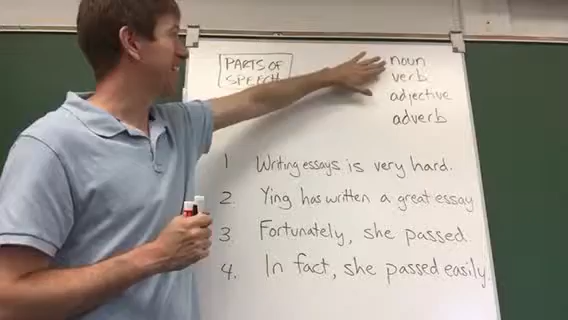 PARTS OF
SPEECH
noun
verb
adjective
adverb
1 Writing essays is very hard.
2. Ying has written a great essay
3. Fortunately, she passed.
4. In fact, she passed easily.